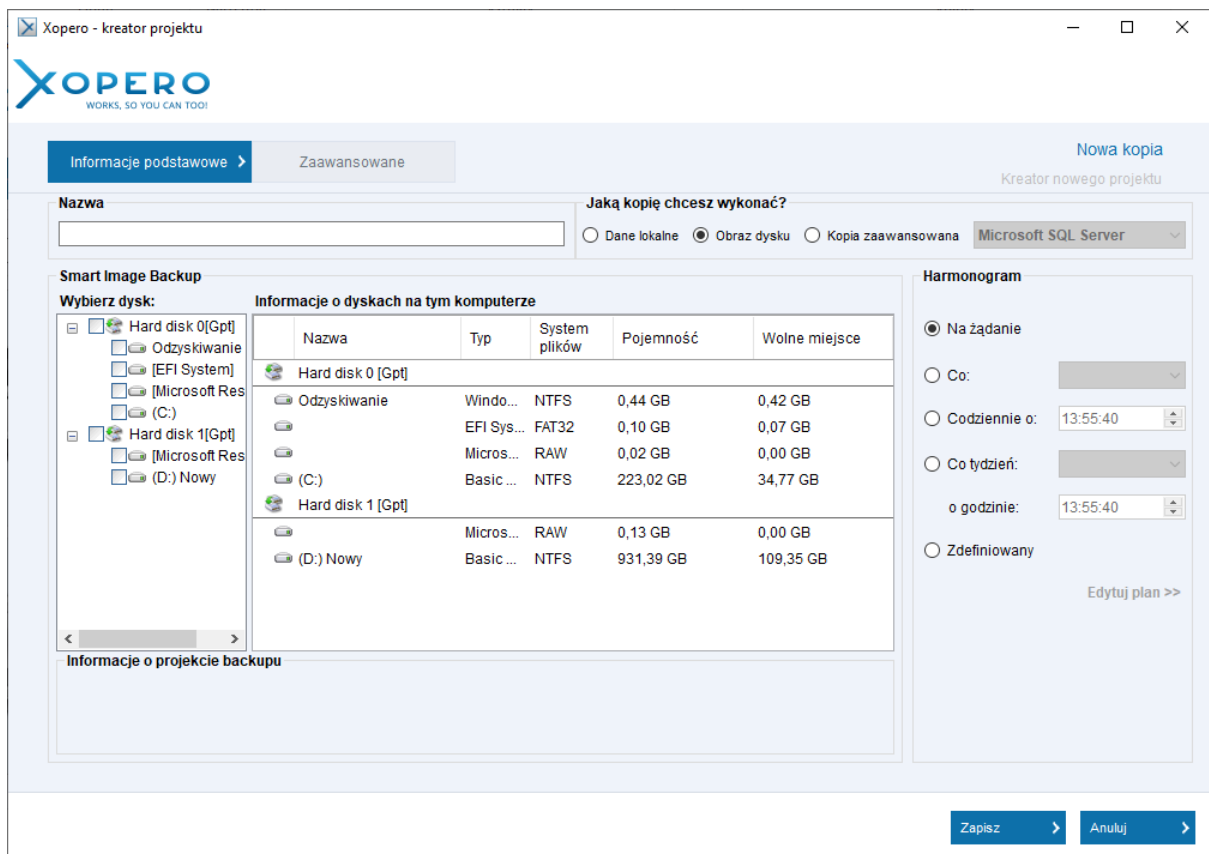 Xopero - kreator projektu
XOPERO
WORKS, SO YOU CAN TOO!
Informacje podstawowe
Zaawansowane
Nowa kopia
Kreator nowego projektu
Nazwa
Jaką kopię chcesz wykonać?
Dane lokalne Obraz dysku Kopia zaawansowana Microsoft SQL Server
Smart Image Backup
Wybierz dysk:
Hard disk 0[Gpt]
Odzyskiwanie
[EFI System]
[Microsoft Res
(C:)
Hard disk 1[Gpt]
[Microsoft Res
(D:) Nowy
Informacje o dyskach na tym komputerze
Nazwa Typ System plików Pojemność Wolne miejsce
Hard disk 0 [Gpt]
Odzyskiwanie Windo... NTFS 0,44 GB 0,42 GB
EFI Sys... FAT32 0,10 GB 0,07 GB
Micros... RAW 0,02 GB 0,00 GB
(C:) Basic ... NTFS 223,02 GB 34,77 GB
Hard disk 1 [Gpt]
Micros... RAW 0,13 GB 0,00 GB
(D:) Nowy Basic ... NTFS 931,39 GB 109,35 GB
Informacje o projekcie backupu
Harmonogram
Na żądanie
Co:
Codziennie o: 13:55:40
Co tydzień:
o godzinie: 13:55:40
Zdefiniowany
Edytuj plan >>
Zapisz
Anuluj